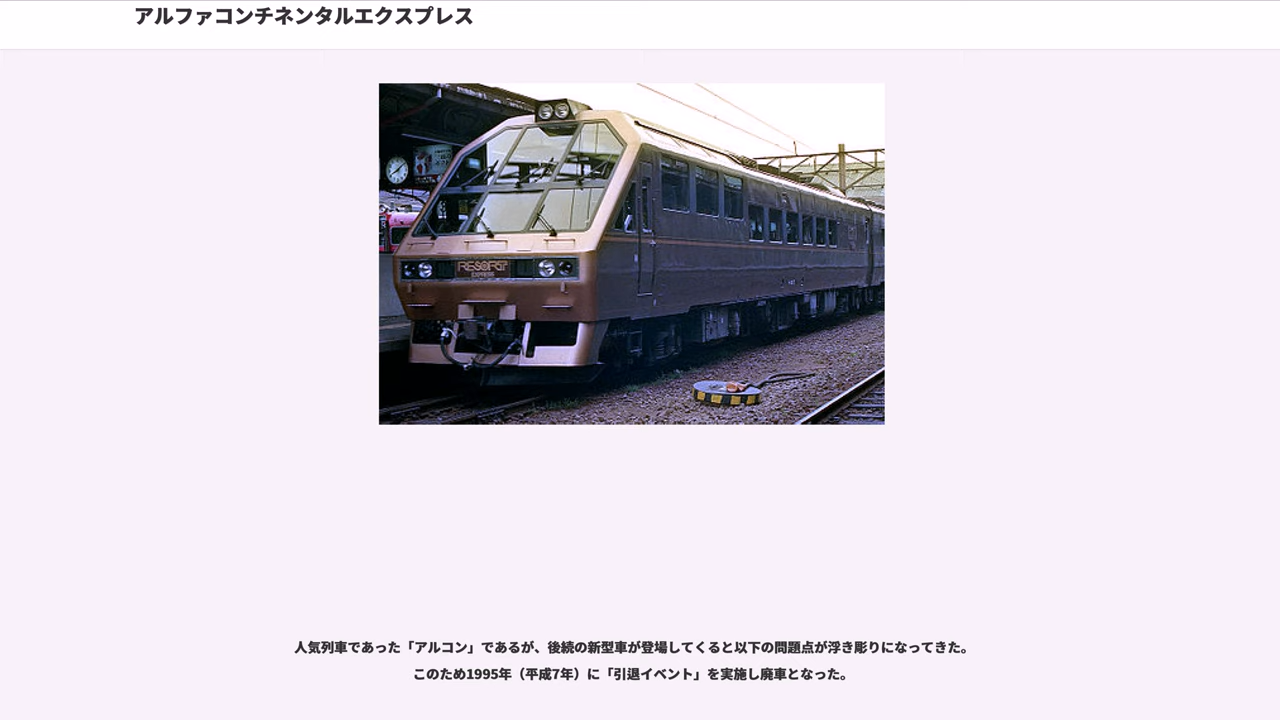 アルファコンチネンタルエクスプレス
RESORT
EXPRESS
人気列車であった「アルコン」であるが、後続の新型車が登場してくると以下の問題点が浮き彫りになってきた。
このため1995年（平成7年）に「引退イベント」を実施し廃車となった。